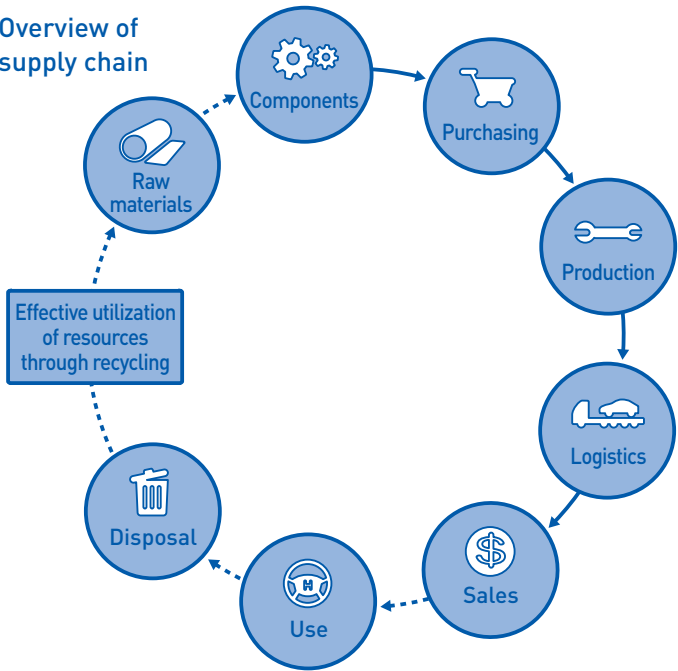 Overview of
supply chain
Components
Purchasing
Production
Logistics
$
Sales
H
Use
Disposal
Effective utilization
of resources
through recycling
Raw
materials